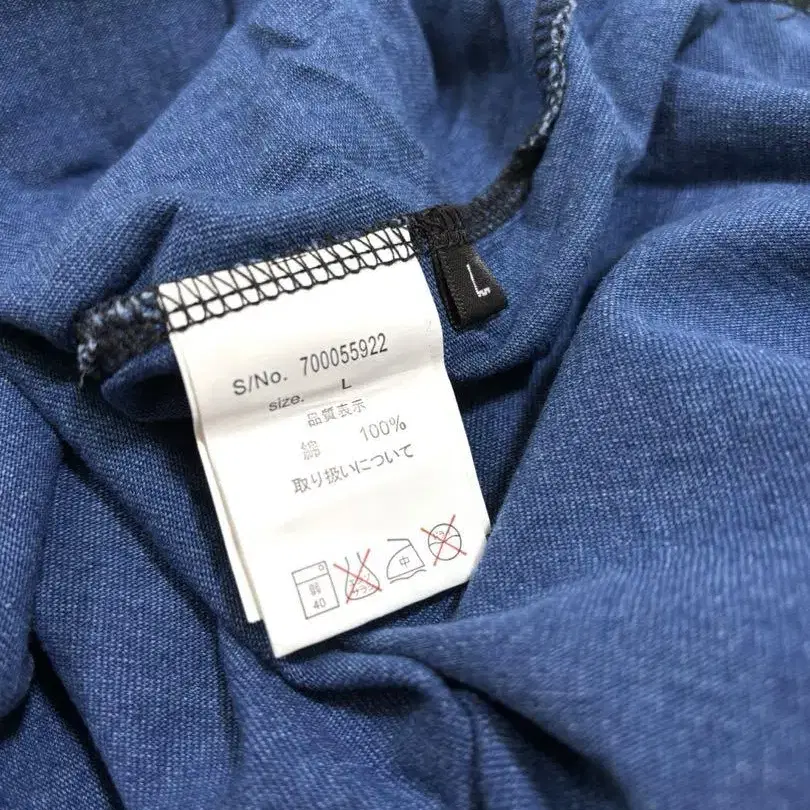 L
S/No. 700055922
size. L
品質表示
綿 100%
取り扱いについて
弱
40
中